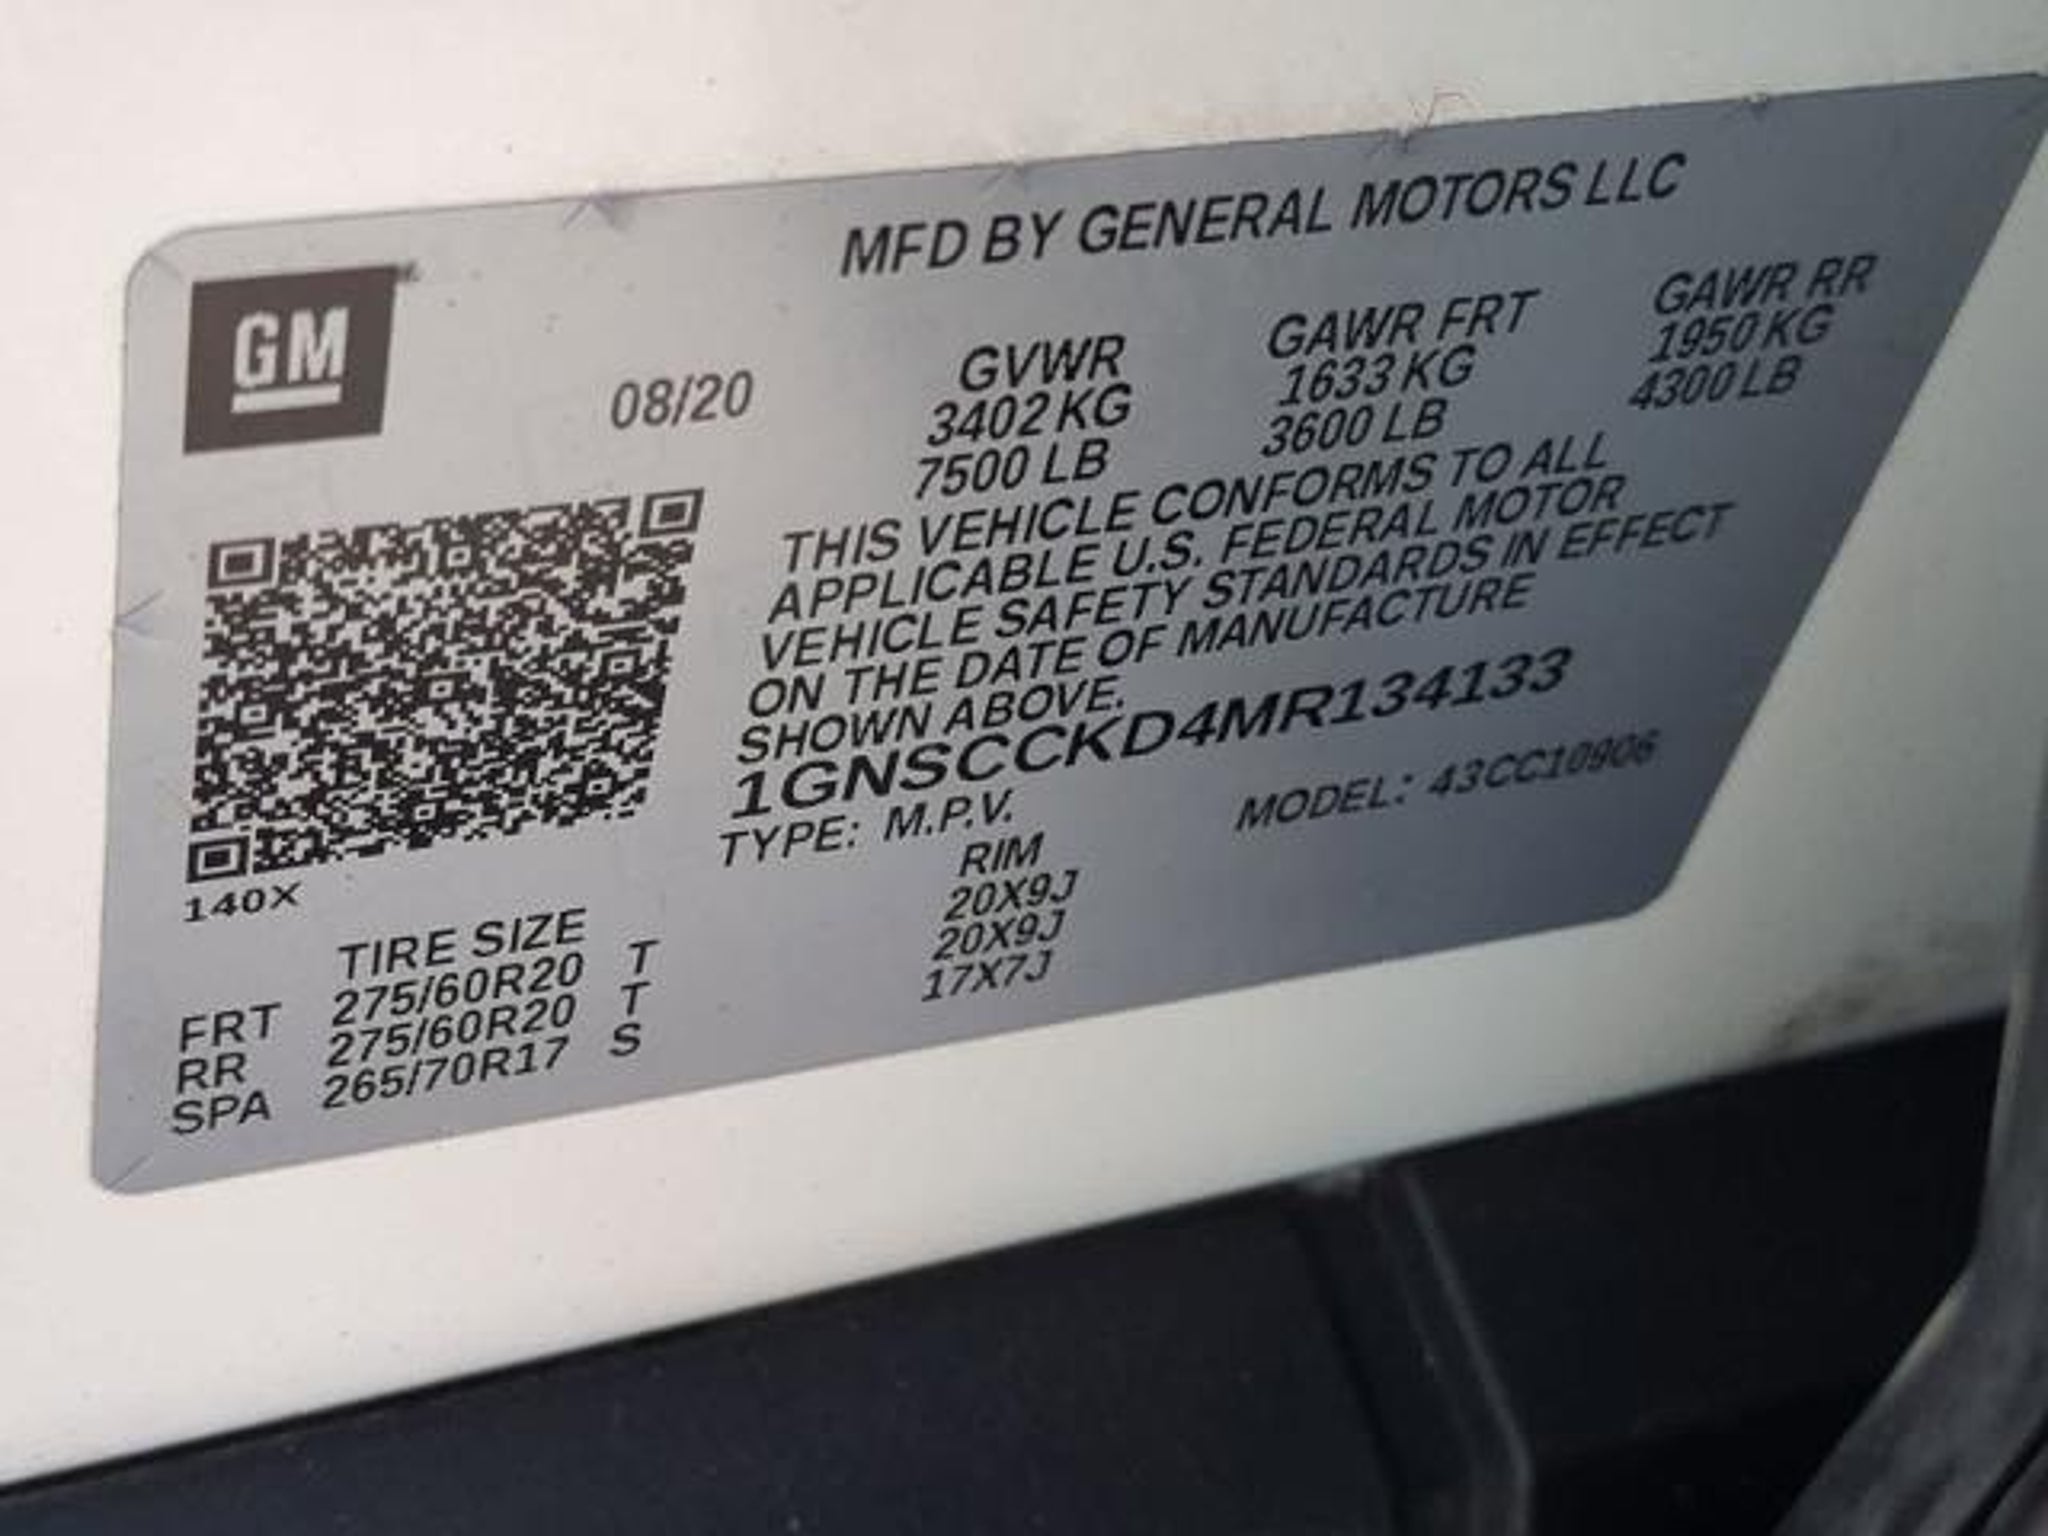 MFD BY GENERAL MOTORS LLC
GM
08/20
GVWR GAWR FRT GAWR RR
3402 KG 1633 KG 1950 KG
7500 LB 3600 LB 4300 LB
THIS VEHICLE CONFORMS TO ALL
APPLICABLE U.S. FEDERAL MOTOR
VEHICLE SAFETY STANDARDS IN EFFECT
ON THE DATE OF MANUFACTURE
SHOWN ABOVE.
1GNSCCKD4MR134133
TYPE: M.P.V. MODEL: 43CC10906
140X
TIRE SIZE RIM
FRT 275/60R20 T 20X9J
RR 275/60R20 T 20X9J
SPA 265/70R17 S 17X7J